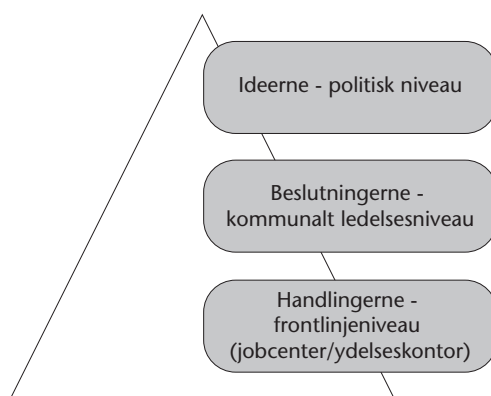 Ideerne - politisk niveau
Beslutningerne -
kommunalt ledelsesniveau
Handlingerne -
frontlinjeniveau
(jobcenter/ydelseskontor)